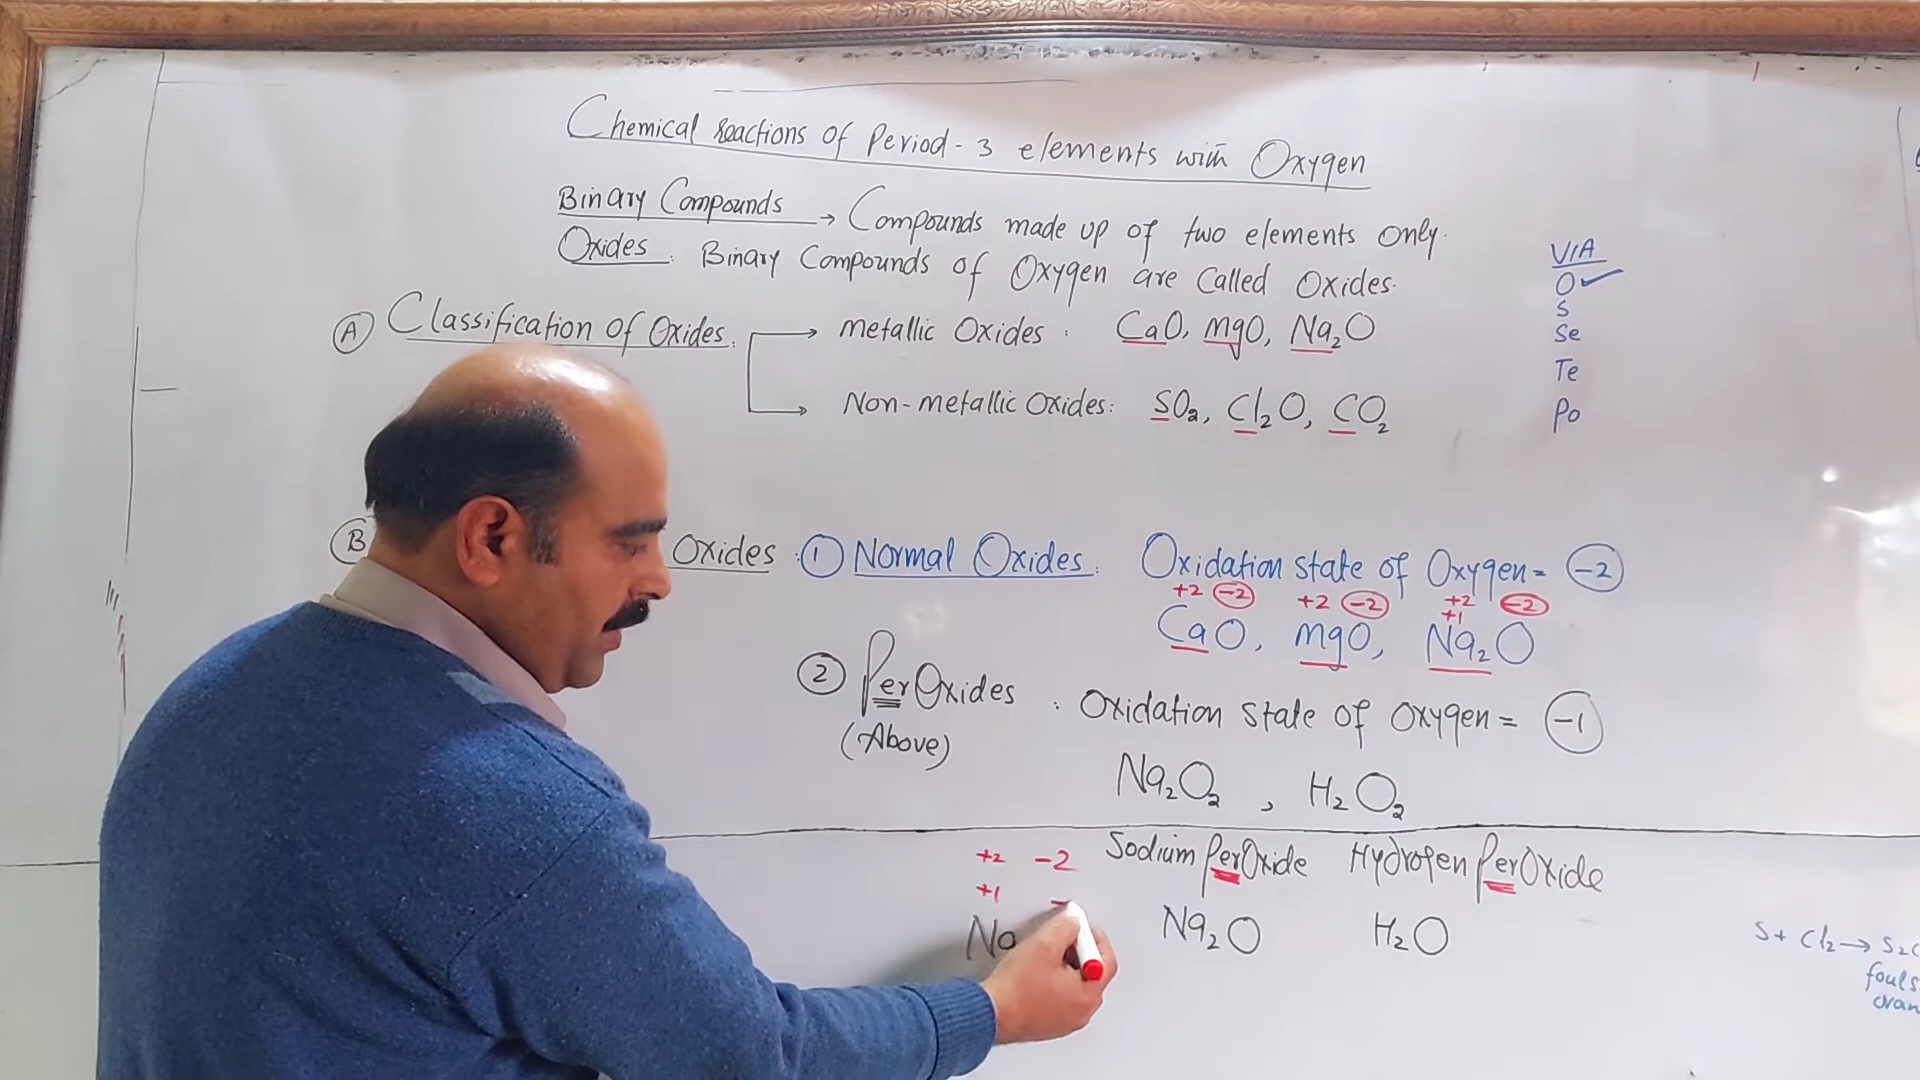 Chemical Reactions of Period-3 elements with Oxygen
Binary Compounds → Compounds made up of two elements only.
Oxides: Binary Compounds of Oxygen are Called Oxides.
VIA
O ✓
S
Se
Te
Po
(A) Classification of Oxides. → metallic Oxides: CaO, MgO, Na₂O
→ Non-metallic Oxides: SO₂, Cl₂O, CO₂
(B) Oxides: (1) Normal Oxides. Oxidation state of Oxygen = (-2)
+2 (-2) +2 (-2) +2 (-2)
+1
CaO, MgO, Na₂O
(2) PerOxides : Oxidation state of oxygen = (-1)
(Above)
Na₂O₂, H₂O₂
+2 -2 Sodium PerOxide Hydrogen PerOxide
+1 -
Na Na₂O H₂O
S + Cl₂ → S₂C